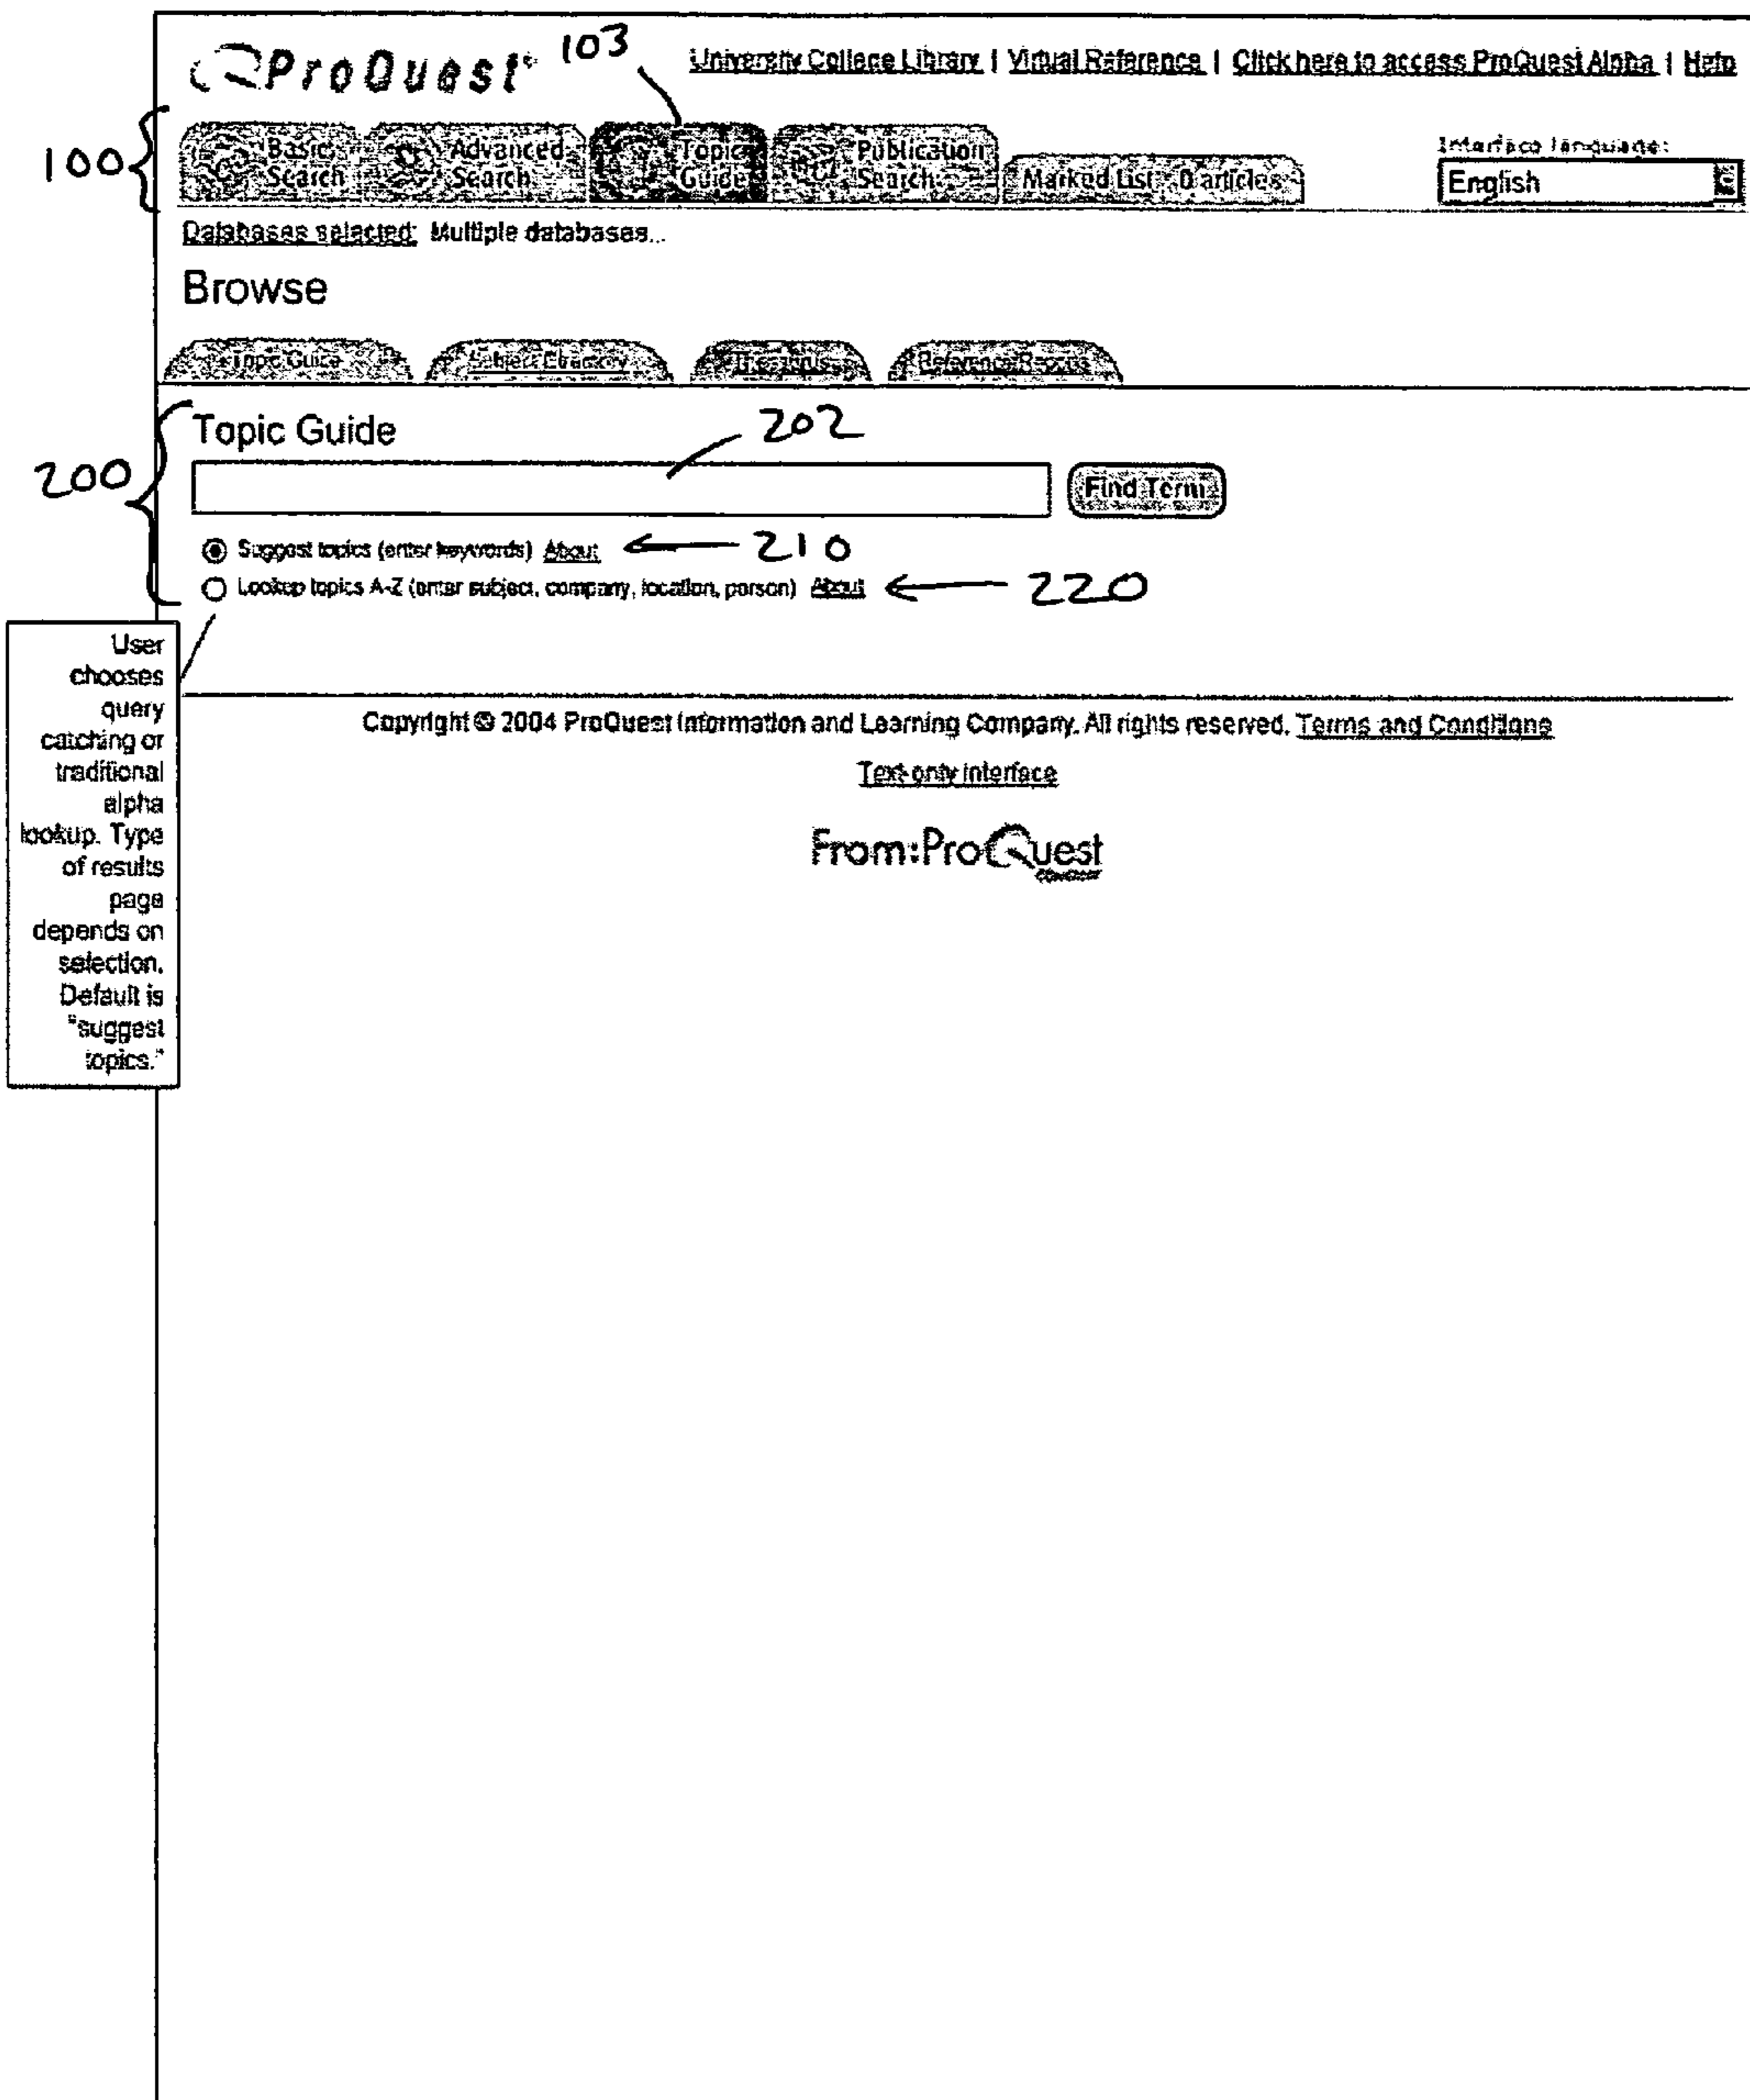 ProQuest® 103
University College Library | Virtual Reference | Click here to access ProQuest Alpha | Help
100
Basic Search
Advanced Search
Topic Guide
Publication Search
Marked List : 0 articles
Interface language:
English
Databases selected: Multiple databases...
Browse
Topic Guide
Subject Directory
Thesaurus
200
Topic Guide
202
Find Term
Suggest topics (enter keywords) About 210
Lookup topics A-Z (enter subject, company, location, person) About 220
User
chooses
query
catching or
traditional
alpha
lookup. Type
of results
page
depends on
selection.
Default is
"suggest
topics."
Copyright © 2004 ProQuest Information and Learning Company. All rights reserved. Terms and Conditions
Text-only interface
From:ProQuest
COMPANY